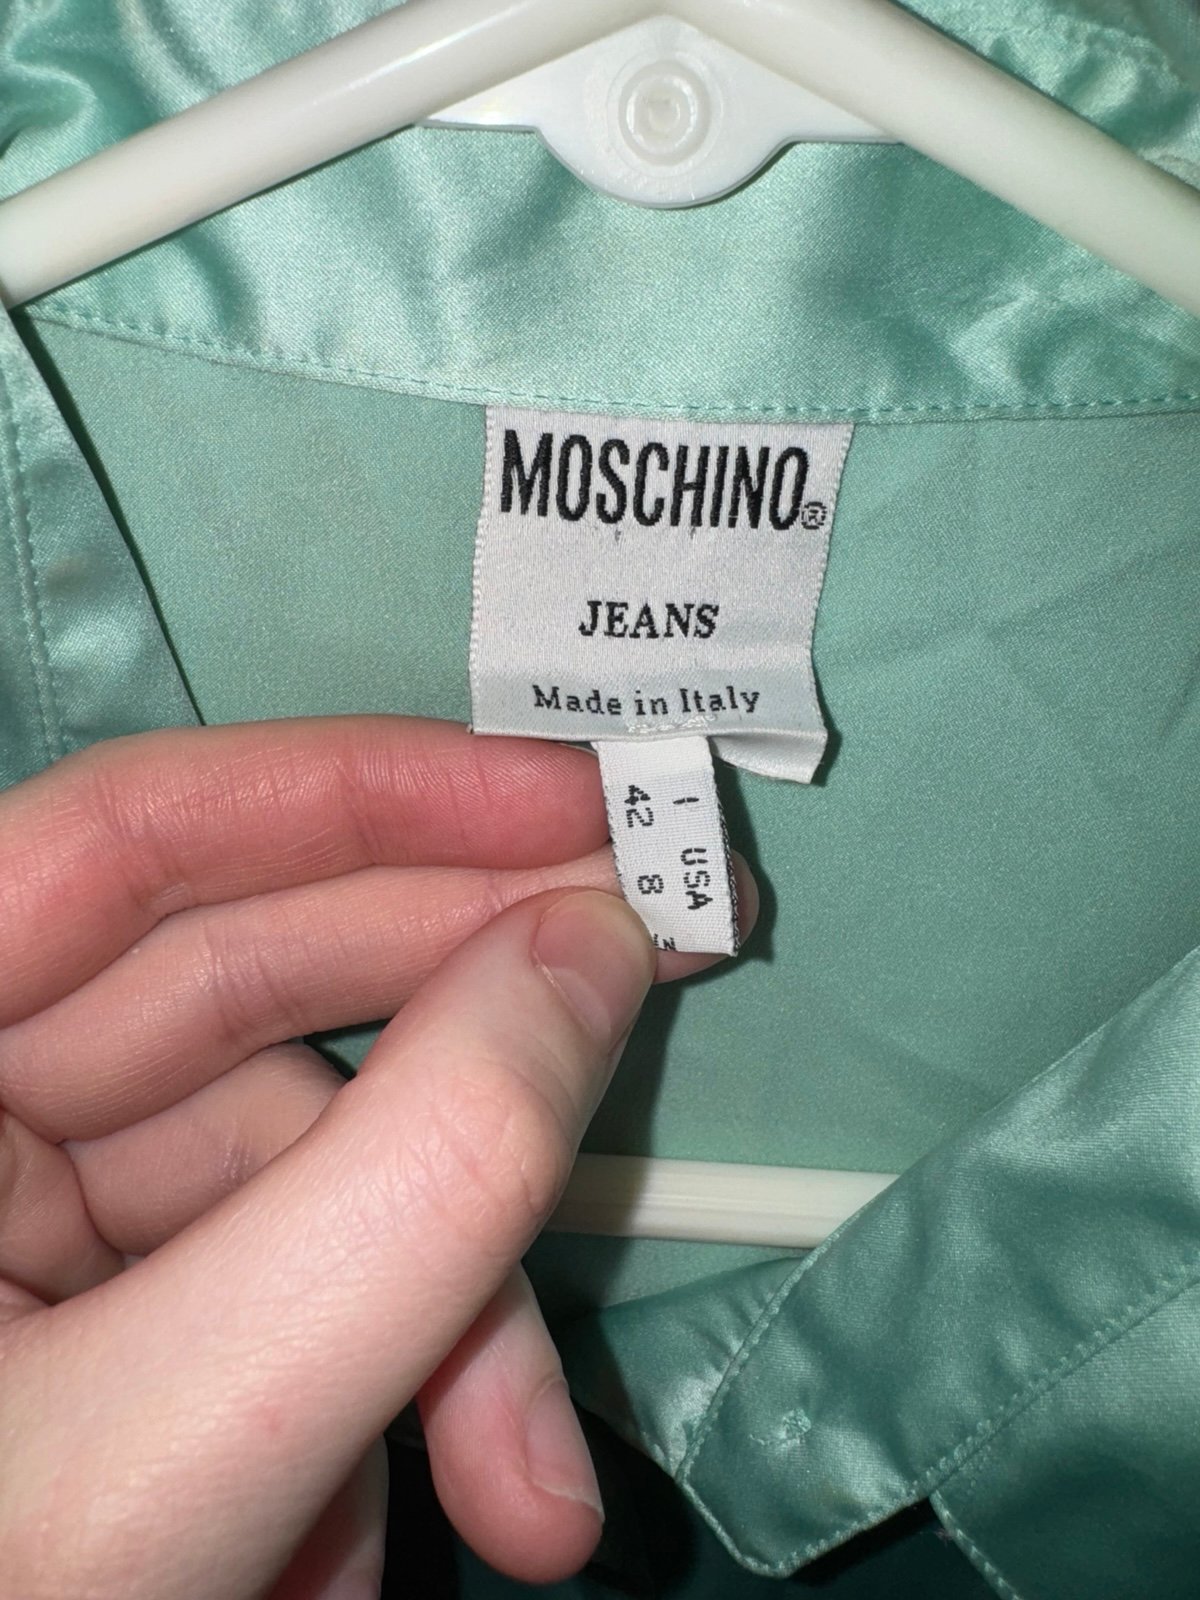 MOSCHINO®
JEANS
Made in Italy
I USA
42 8